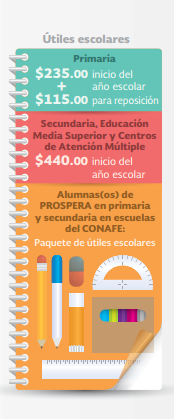 Útiles escolares
Primaria
$235.00 inicio del
año escolar
+
$115.00 para reposición
Secundaria, Educación
Media Superior y Centros
de Atención Múltiple
$440.00 inicio del
año escolar
Alumnas(os) de
PROSPERA en primaria
y secundaria en escuelas
del CONAFE:
Paquete de útiles escolares